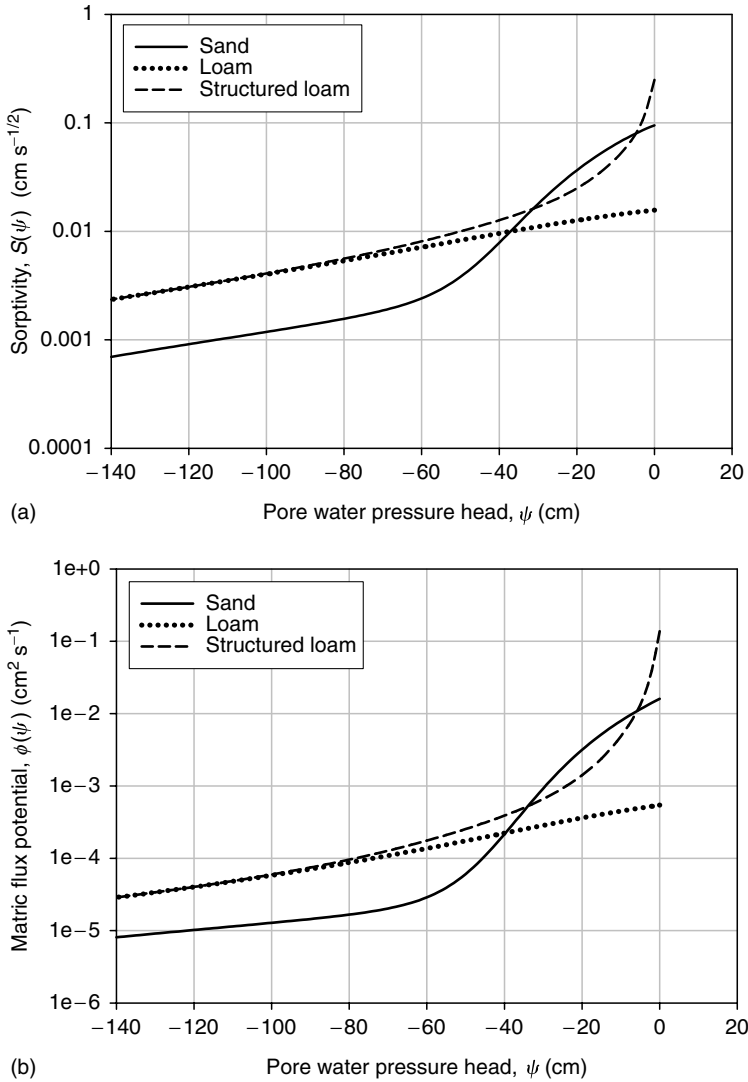 1
0.1
0.01
0.001
0.0001
Sorptivity, S(ψ) (cm s−1/2)
Sand
Loam
Structured loam
−140 −120 −100 −80 −60 −40 −20 0 20
(a)
Pore water pressure head, ψ (cm)
1e+0
1e−1
1e−2
1e−3
1e−4
1e−5
1e−6
Matric flux potential, ϕ(ψ) (cm² s−1)
Sand
Loam
Structured loam
−140 −120 −100 −80 −60 −40 −20 0 20
(b)
Pore water pressure head, ψ (cm)